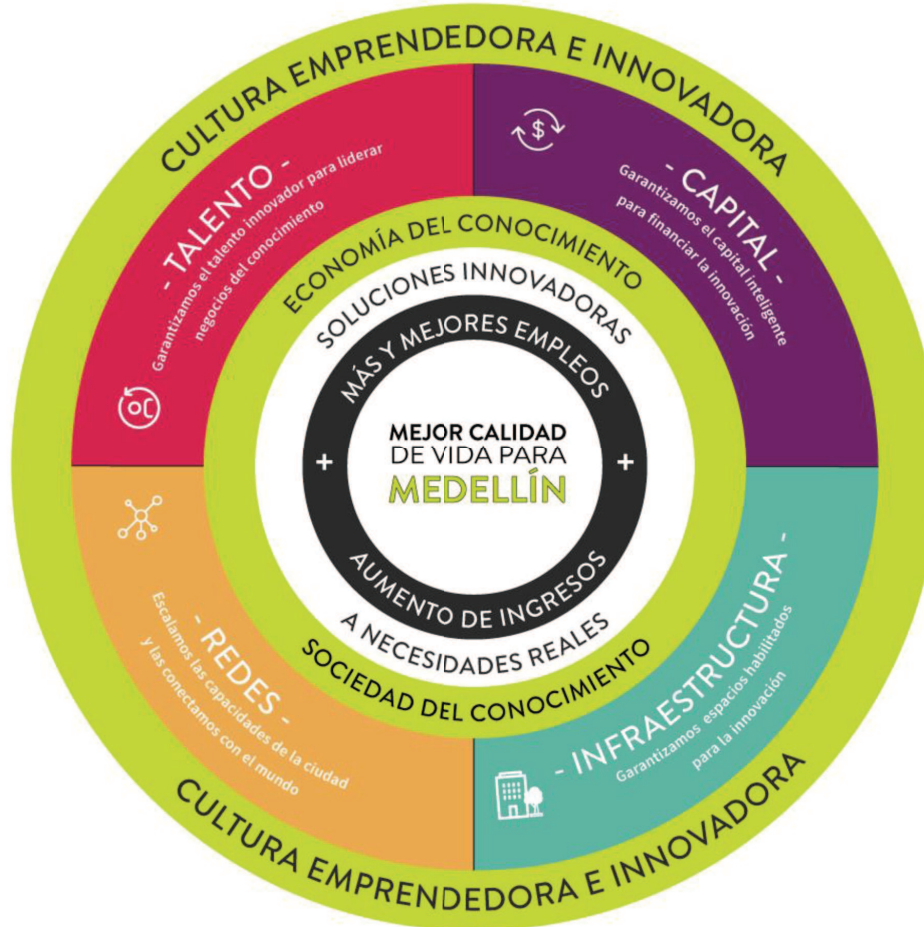 CULTURA EMPRENDEDORA E INNOVADORA
- TALENTO -
Garantizamos el talento innovador para liderar
negocios del conocimiento
$
- CAPITAL -
Garantizamos el capital inteligente
para financiar la innovación
ECONOMÍA DEL CONOCIMIENTO
SOLUCIONES INNOVADORAS
MÁS Y MEJORES EMPLEOS
+
MEJOR CALIDAD
DE VIDA PARA
MEDELLÍN
+
AUMENTO DE INGRESOS
A NECESIDADES REALES
SOCIEDAD DEL CONOCIMIENTO
- REDES -
Escalamos las capacidades de la ciudad
y las conectamos con el mundo
- INFRAESTRUCTURA -
Garantizamos espacios habilitados
para la innovación
CULTURA EMPRENDEDORA E INNOVADORA